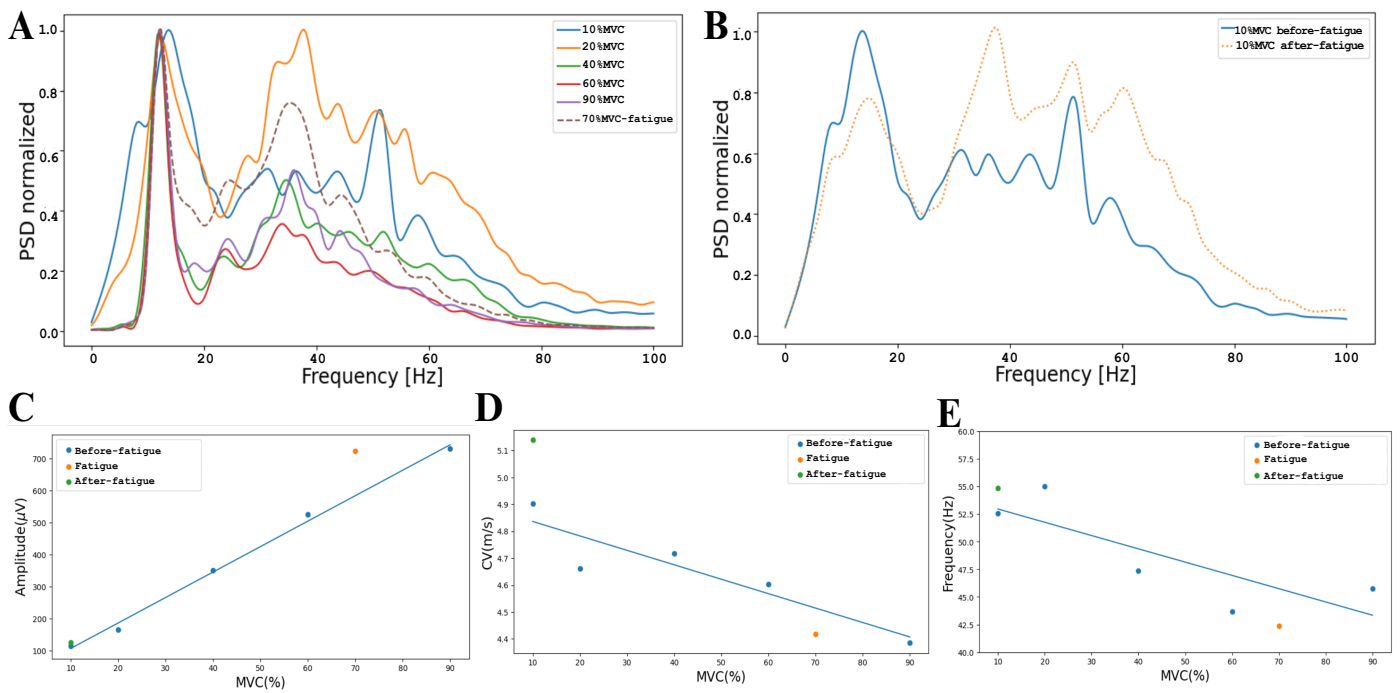 A
PSD normalized
1.0
0.8
0.6
0.4
0.2
0.0
0 20 40 60 80 100
Frequency [Hz]
10%MVC
20%MVC
40%MVC
60%MVC
90%MVC
70%MVC-fatigue
B
PSD normalized
1.0
0.8
0.6
0.4
0.2
0.0
0 20 40 60 80 100
Frequency [Hz]
10%MVC before-fatigue
10%MVC after-fatigue
C
Amplitude(μV)
700
600
500
400
300
200
100
10 20 30 40 50 60 70 80 90
MVC(%)
Before-fatigue
Fatigue
After-fatigue
D
CV(m/s)
5.1
5.0
4.9
4.8
4.7
4.6
4.5
4.4
10 20 30 40 50 60 70 80 90
MVC(%)
Before-fatigue
Fatigue
After-fatigue
E
Frequency(Hz)
60.0
57.5
55.0
52.5
50.0
47.5
45.0
42.5
40.0
10 20 30 40 50 60 70 80 90
MVC(%)
Before-fatigue
Fatigue
After-fatigue